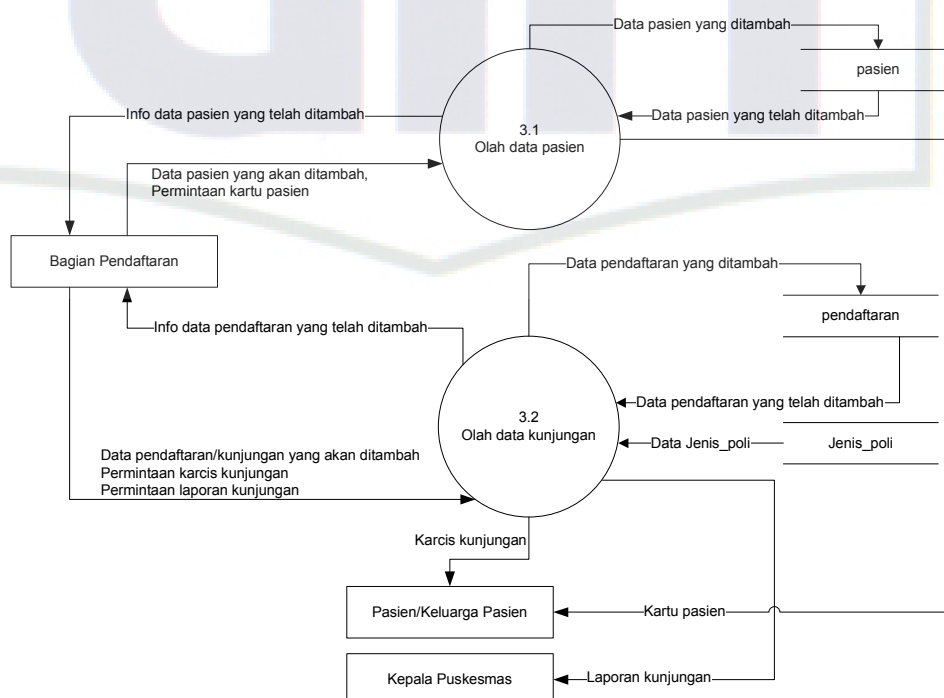 Data pasien yang ditambah
pasien
Info data pasien yang telah ditambah
Data pasien yang telah ditambah
3.1
Olah data pasien
Data pasien yang akan ditambah,
Permintaan kartu pasien
Bagian Pendaftaran
Data pendaftaran yang ditambah
pendaftaran
Info data pendaftaran yang telah ditambah
Data pendaftaran yang telah ditambah
3.2
Olah data kunjungan
Data Jenis_poli
Jenis_poli
Data pendaftaran/kunjungan yang akan ditambah
Permintaan karcis kunjungan
Permintaan laporan kunjungan
Karcis kunjungan
Pasien/Keluarga Pasien
Kartu pasien
Kepala Puskesmas
Laporan kunjungan